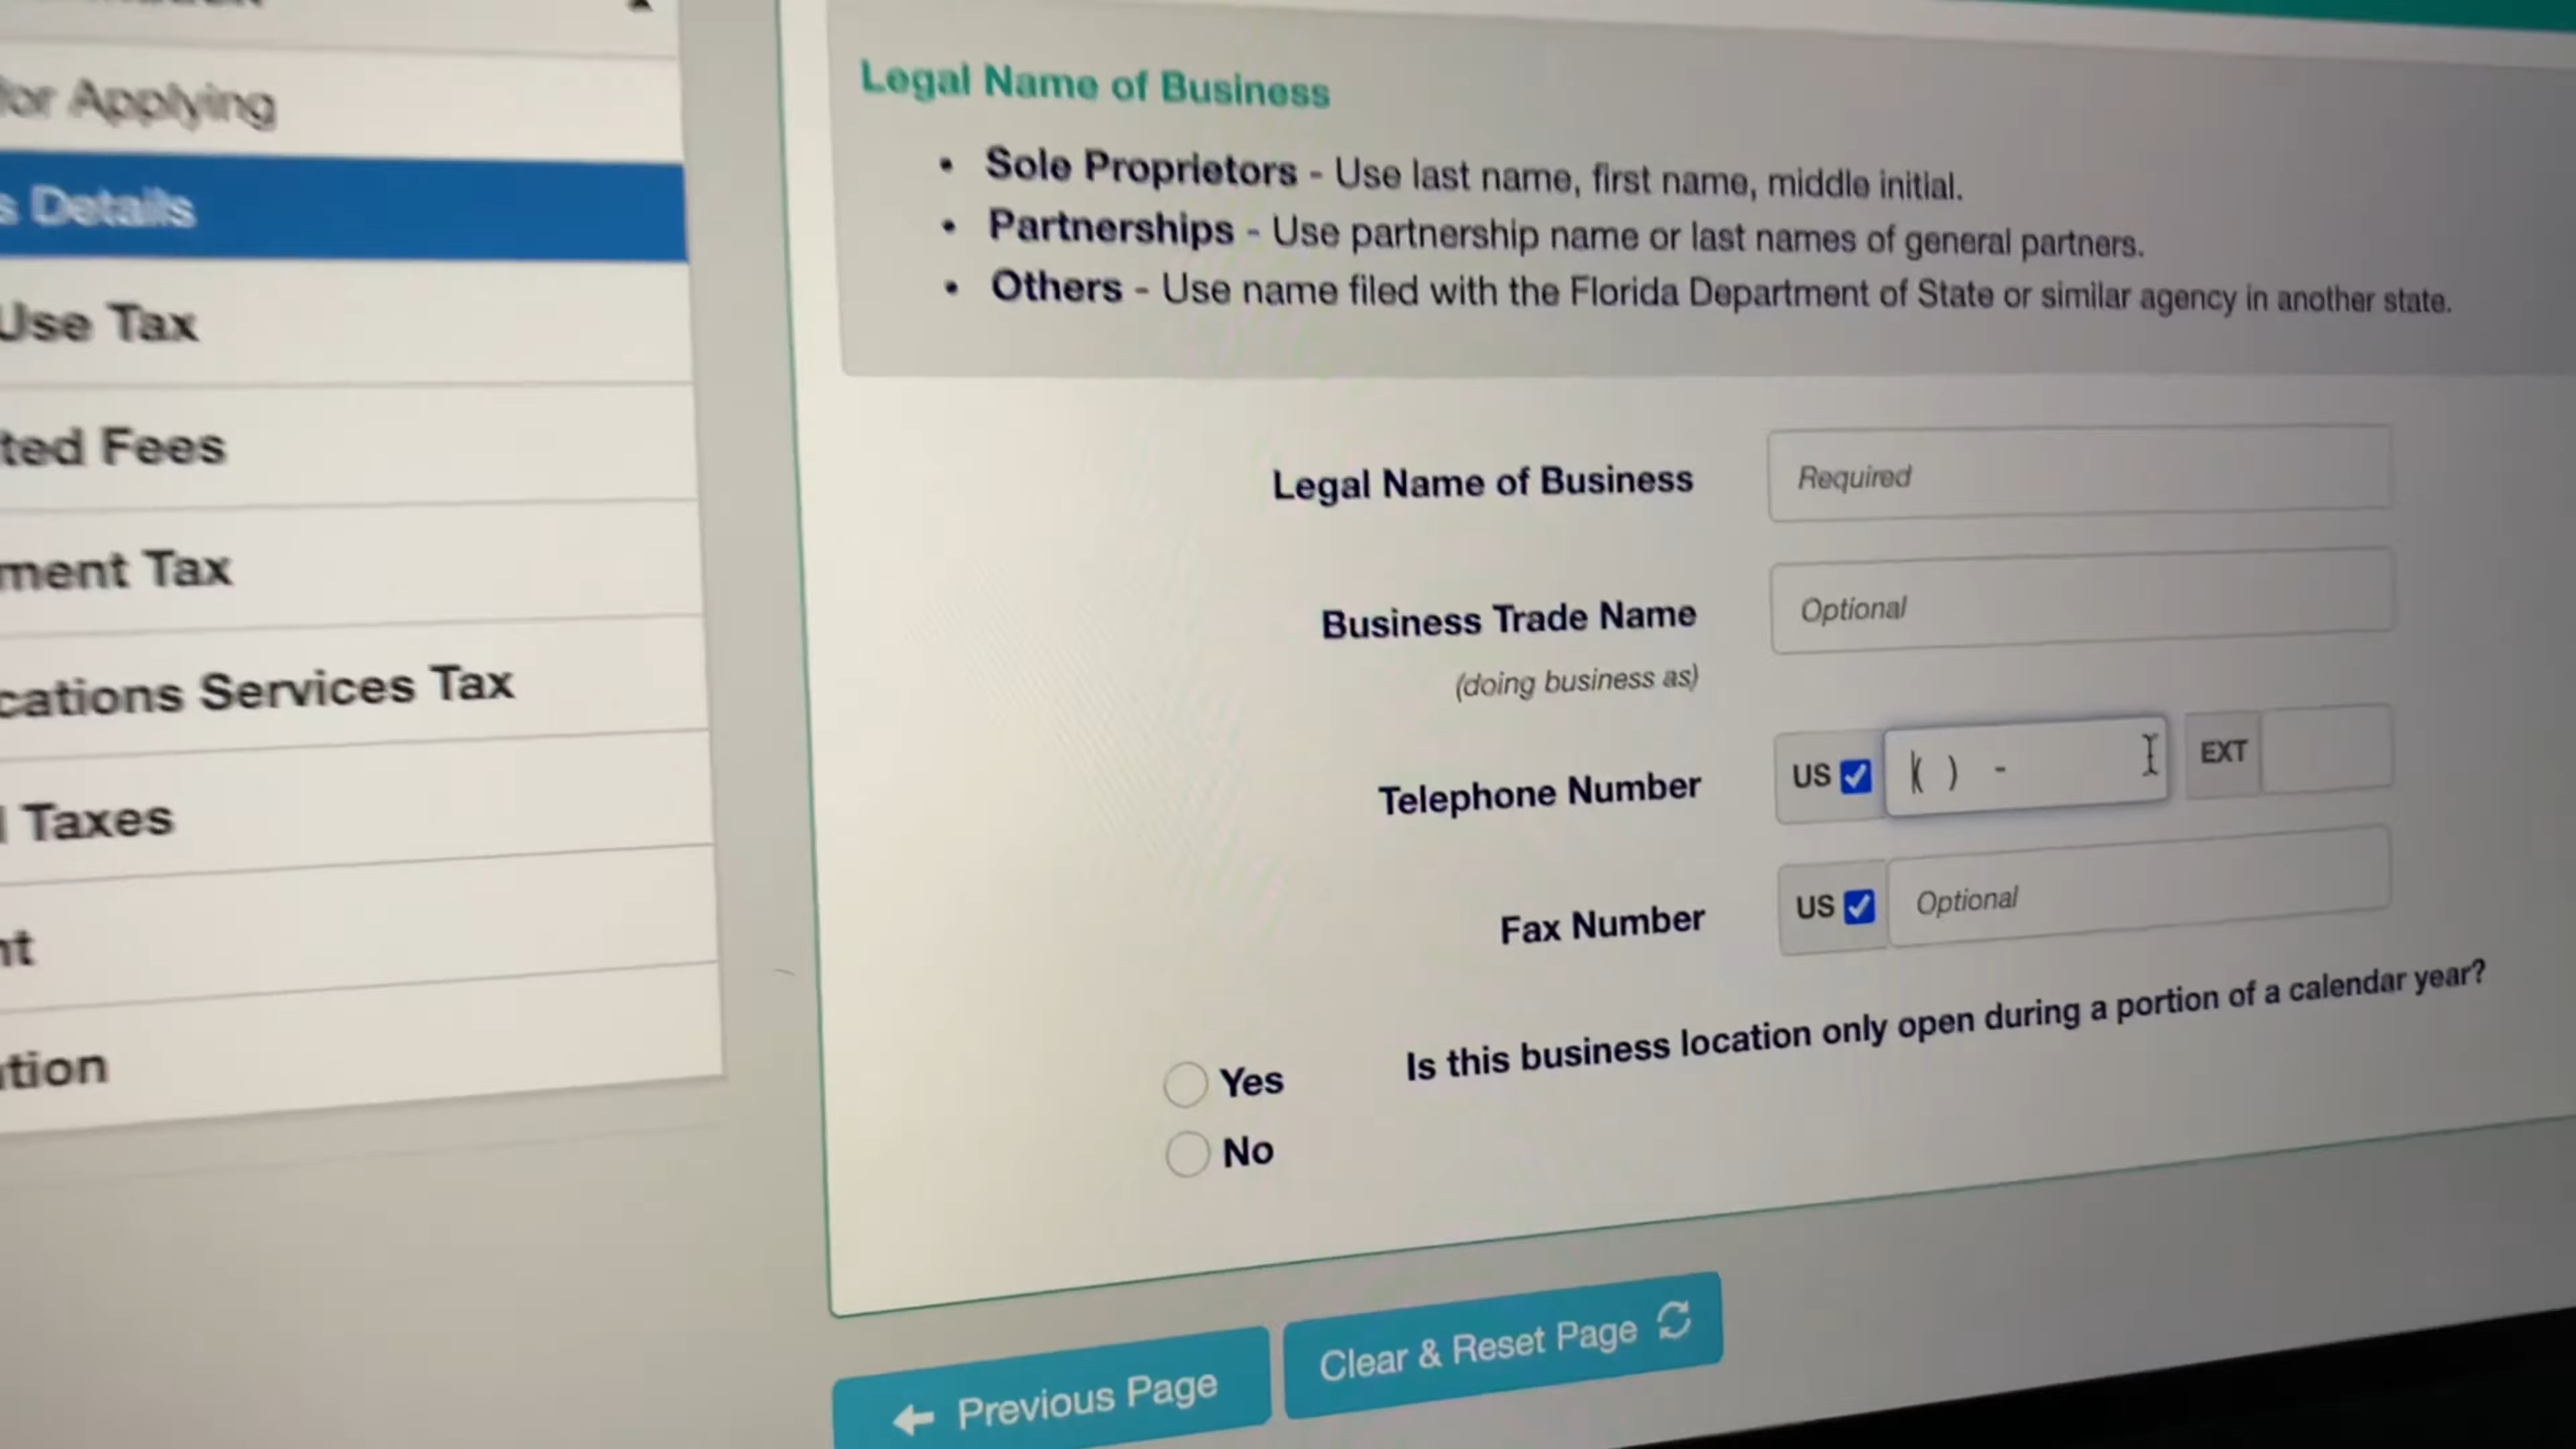 for Applying
s Details
Use Tax
ted Fees
ment Tax
cations Services Tax
l Taxes
nt
ation
Legal Name of Business
• Sole Proprietors - Use last name, first name, middle initial.
• Partnerships - Use partnership name or last names of general partners.
• Others - Use name filed with the Florida Department of State or similar agency in another state.
Legal Name of Business Required
Business Trade Name Optional
(doing business as)
Telephone Number US ( ) - EXT
Fax Number US Optional
Is this business location only open during a portion of a calendar year?
Yes
No
Previous Page Clear & Reset Page